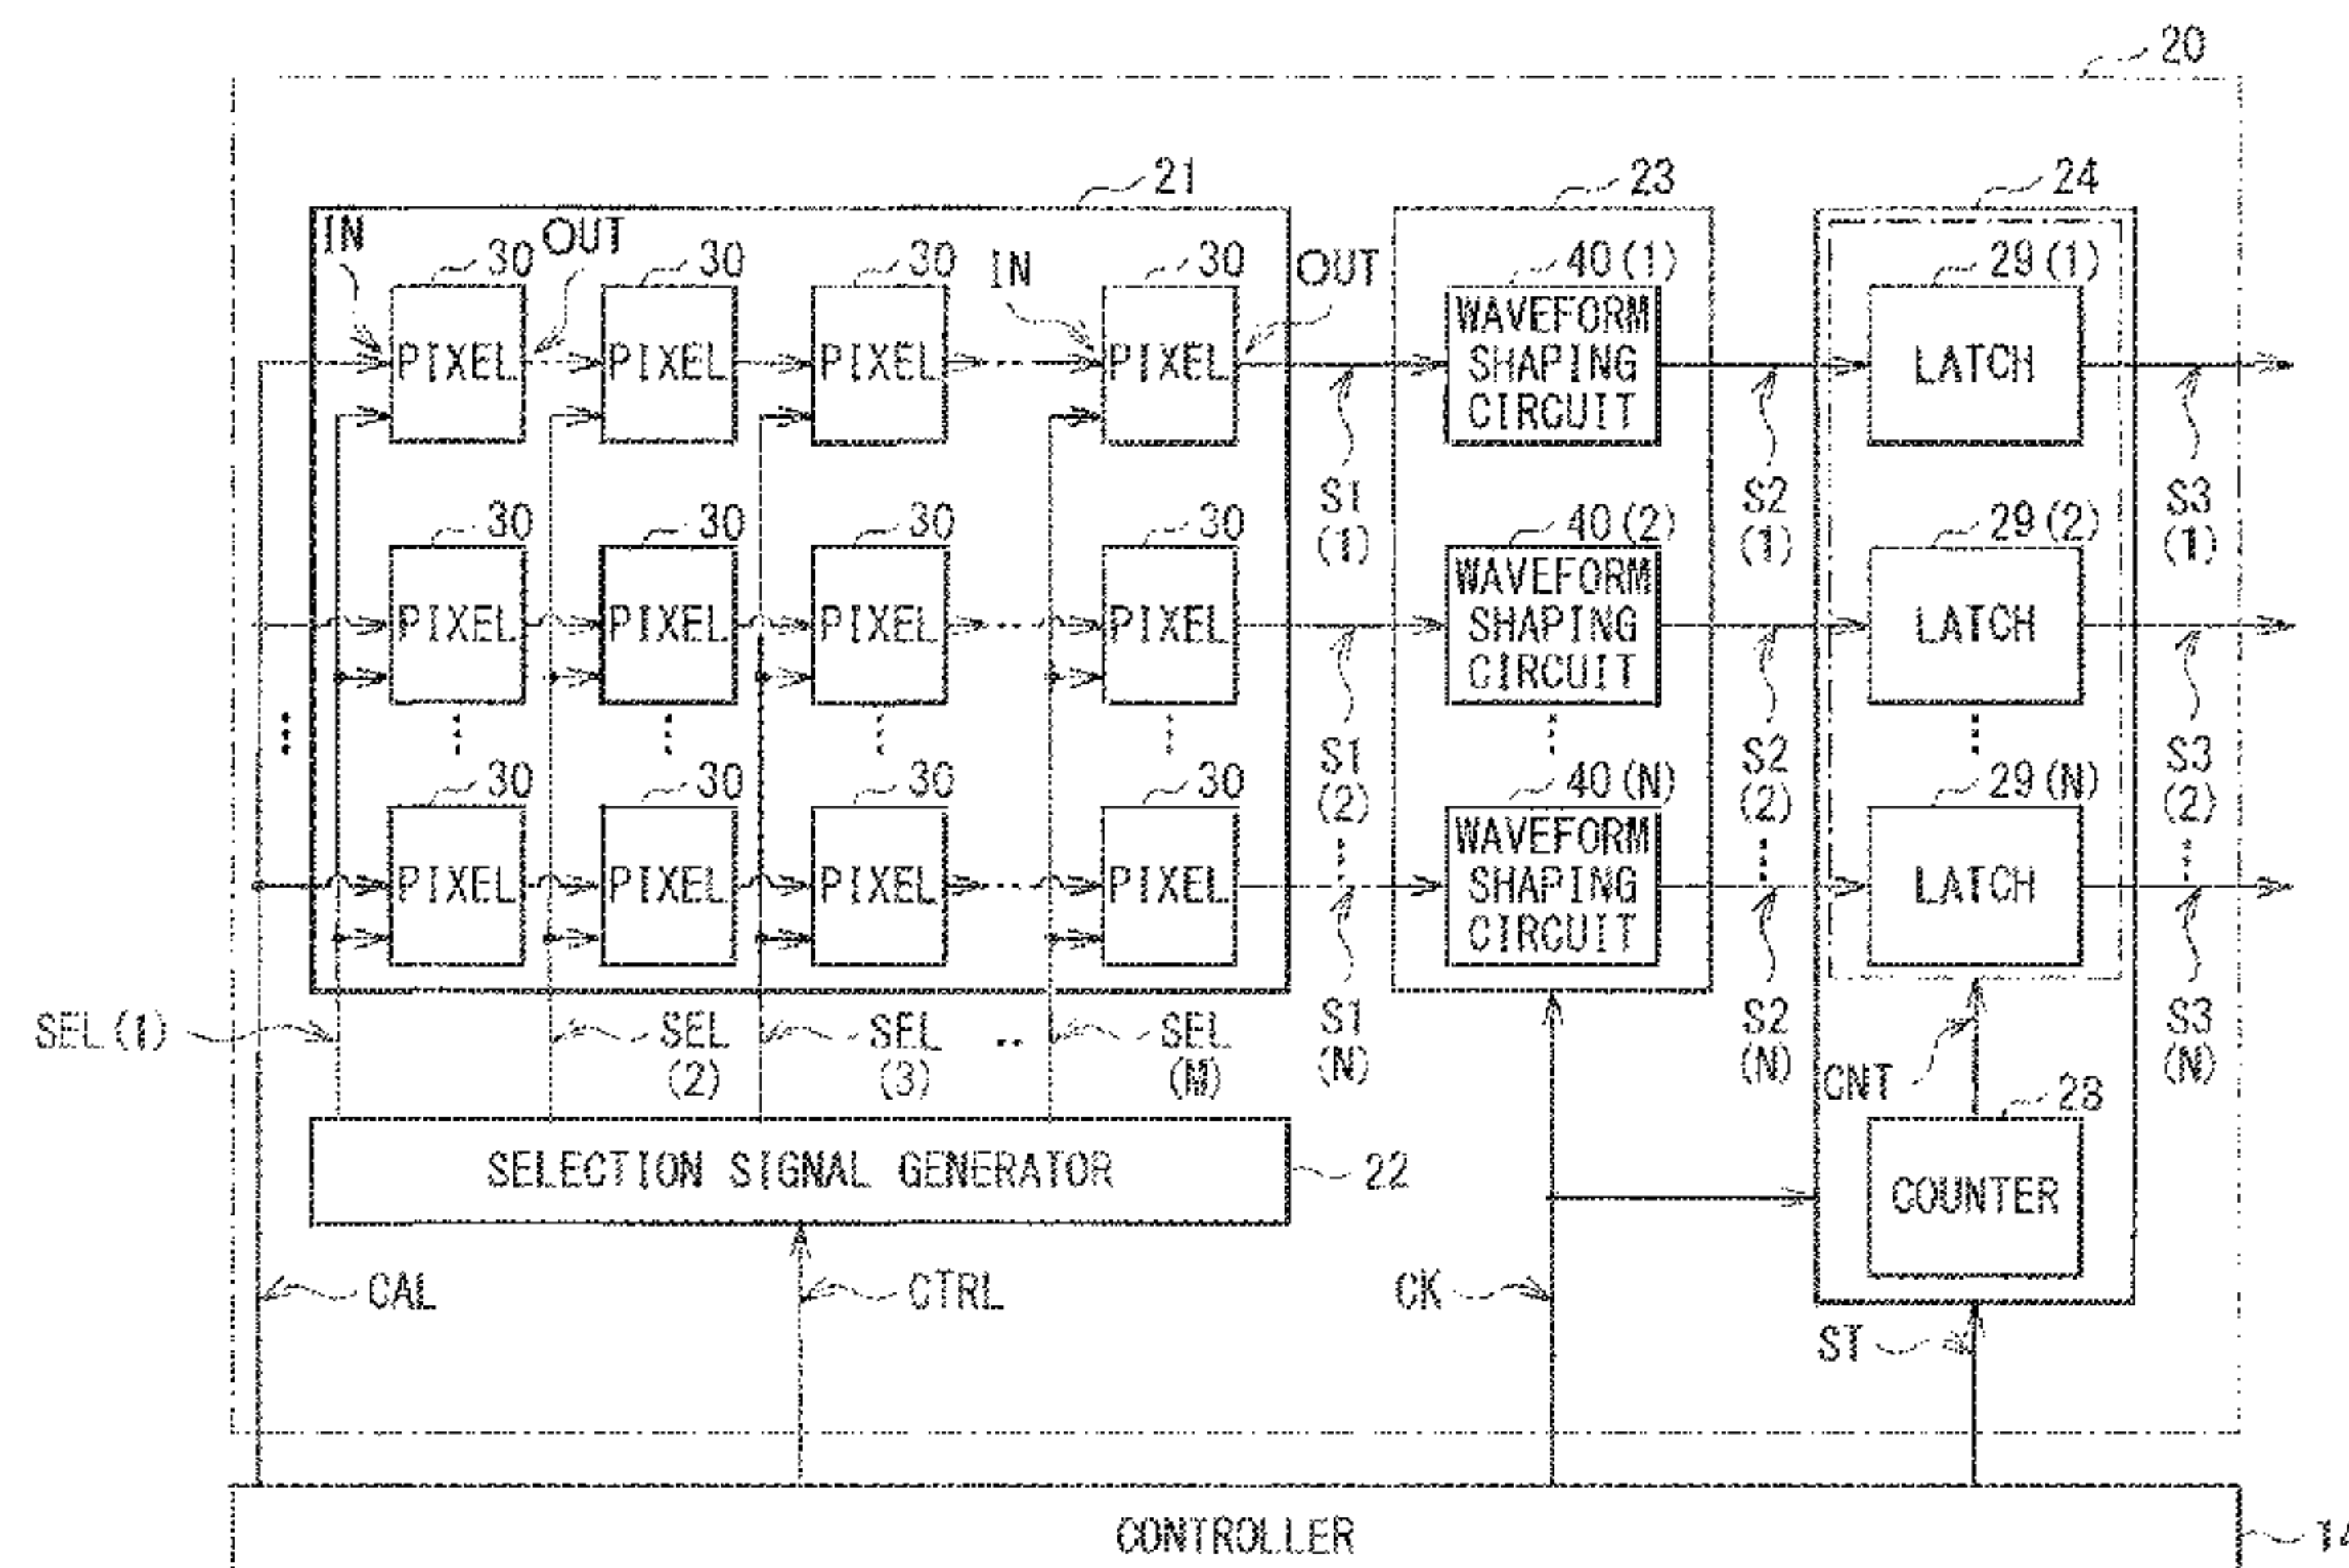 20
21
23
24
IN
30
OUT
30
30
IN
30
OUT
40(1)
29(1)
PIXEL
PIXEL
PIXEL
PIXEL
WAVEFORM
SHAPING
CIRCUIT
LATCH
S1
(1)
S2
(1)
S3
(1)
30
30
30
30
40(2)
29(2)
PIXEL
PIXEL
PIXEL
PIXEL
WAVEFORM
SHAPING
CIRCUIT
LATCH
S1
(2)
S2
(2)
S3
(2)
30
30
30
30
40(N)
29(N)
PIXEL
PIXEL
PIXEL
PIXEL
WAVEFORM
SHAPING
CIRCUIT
LATCH
S1
(N)
S2
(N)
S3
(N)
SEL(1)
SEL
(2)
SEL
(3)
SEL
(M)
CNT
28
SELECTION SIGNAL GENERATOR
22
COUNTER
CAL
CTRL
CK
ST
CONTROLLER